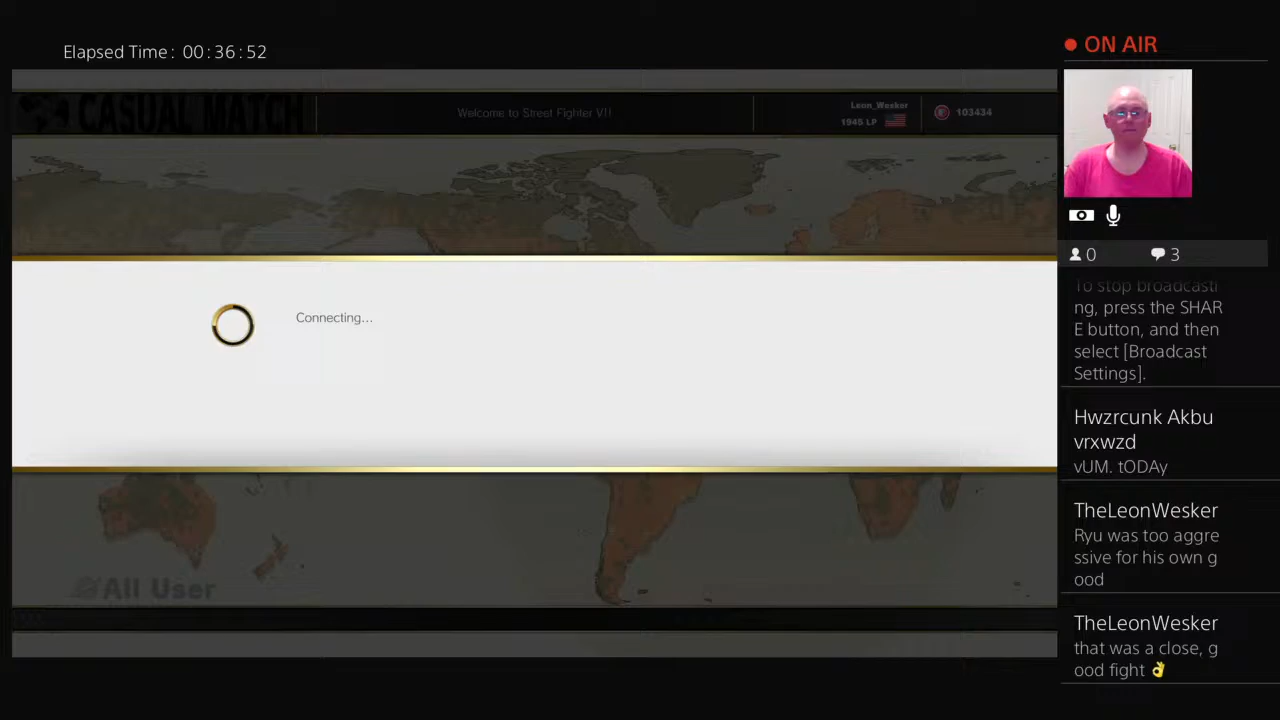 Elapsed Time: 00:36:52
ON AIR
CASUAL MATCH
Welcome to Street Fighter V!!
Leon_Wesker
1945 LP
103434
0
3
To stop broadcasti
ng, press the SHAR
E button, and then
select [Broadcast
Settings].
Connecting...
Hwzrcunk Akbu
vrxwzd
vUM. tODAy
TheLeonWesker
Ryu was too aggre
ssive for his own g
ood
All User
TheLeonWesker
that was a close, g
ood fight 👌